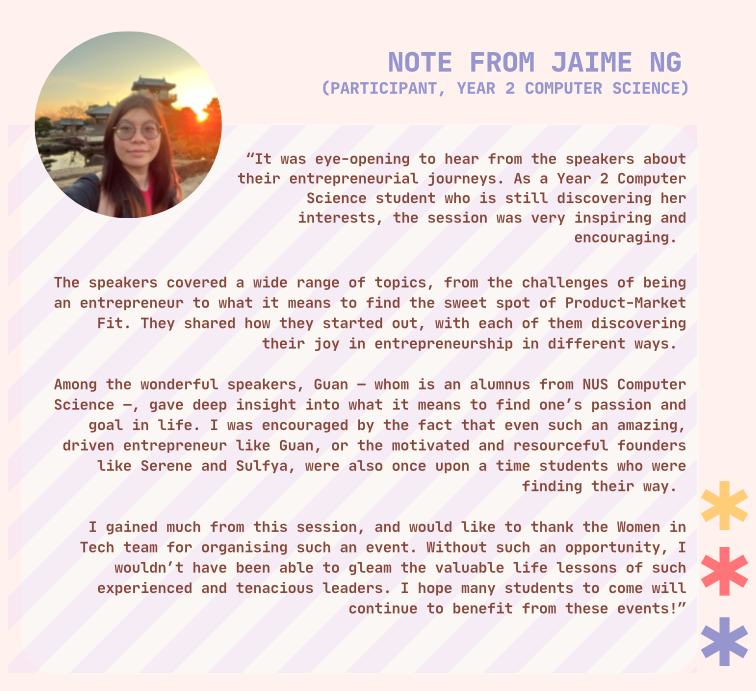 NOTE FROM JAIME NG
(PARTICIPANT, YEAR 2 COMPUTER SCIENCE)
“It was eye-opening to hear from the speakers about
their entrepreneurial journeys. As a Year 2 Computer
Science student who is still discovering her
interests, the session was very inspiring and
encouraging.
The speakers covered a wide range of topics, from the challenges of being
an entrepreneur to what it means to find the sweet spot of Product-Market
Fit. They shared how they started out, with each of them discovering
their joy in entrepreneurship in different ways.
Among the wonderful speakers, Guan – whom is an alumnus from NUS Computer
Science –, gave deep insight into what it means to find one’s passion and
goal in life. I was encouraged by the fact that even such an amazing,
driven entrepreneur like Guan, or the motivated and resourceful founders
like Serene and Sulfya, were also once upon a time students who were
finding their way.
I gained much from this session, and would like to thank the Women in
Tech team for organising such an event. Without such an opportunity, I
wouldn’t have been able to gleam the valuable life lessons of such
experienced and tenacious leaders. I hope many students to come will
continue to benefit from these events!”